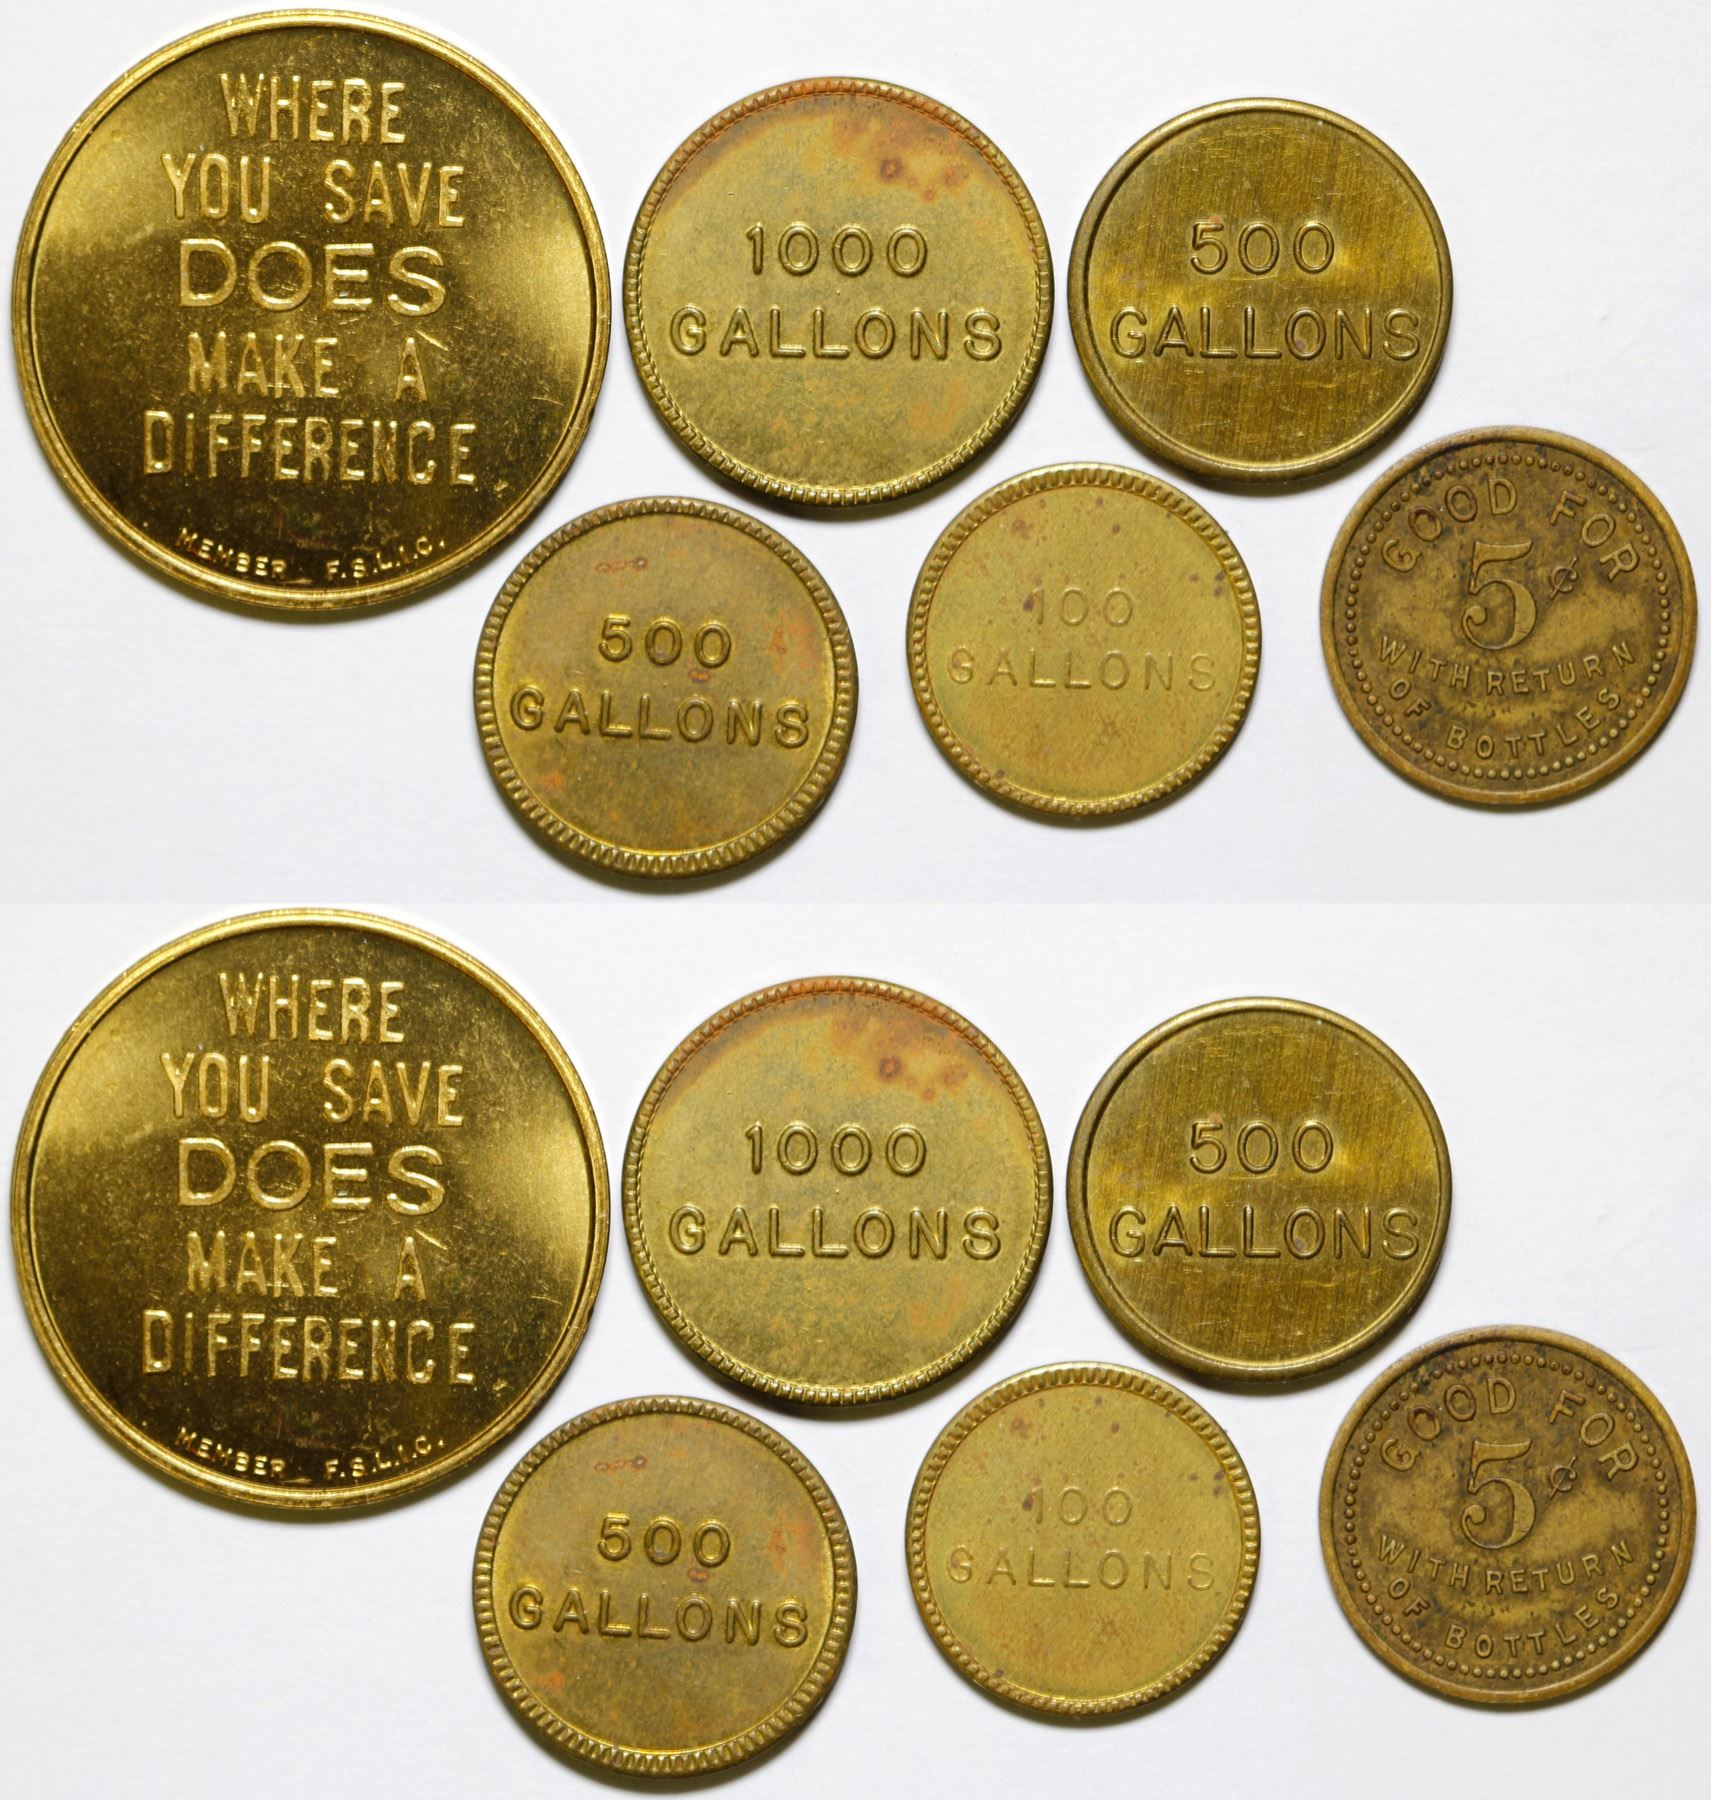 WHERE
YOU SAVE
DOES
MAKE A
DIFFERENCE
MEMBER F.S.L.I.C.
1000
GALLONS
500
GALLONS
500
GALLONS
100
GALLONS
GOOD FOR
5¢
WITH RETURN
OF BOTTLES
WHERE
YOU SAVE
DOES
MAKE A
DIFFERENCE
MEMBER F.S.L.I.C.
1000
GALLONS
500
GALLONS
500
GALLONS
100
GALLONS
GOOD FOR
5¢
WITH RETURN
OF BOTTLES